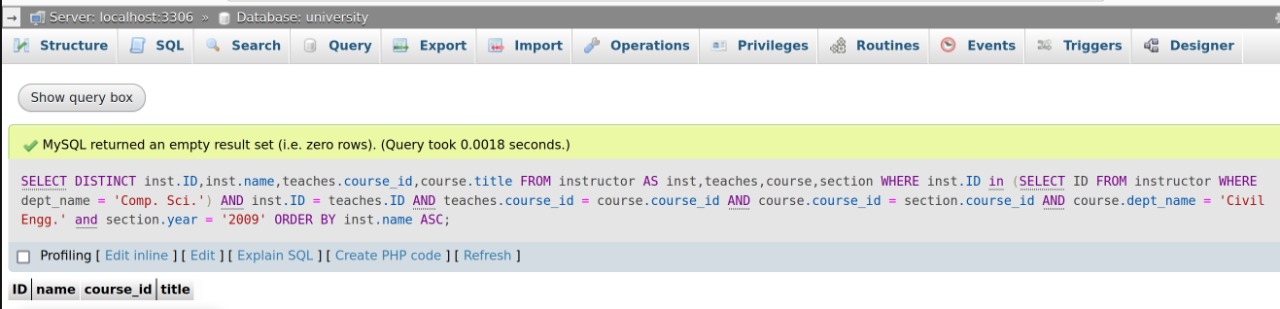 Server: localhost:3306 » Database: university
Structure SQL Search Query Export Import Operations Privileges Routines Events Triggers Designer
Show query box
MySQL returned an empty result set (i.e. zero rows). (Query took 0.0018 seconds.)
SELECT DISTINCT inst.ID,inst.name,teaches.course_id,course.title FROM instructor AS inst,teaches,course,section WHERE inst.ID in (SELECT ID FROM instructor WHERE
dept_name = 'Comp. Sci.') AND inst.ID = teaches.ID AND teaches.course_id = course.course_id AND course.course_id = section.course_id AND course.dept_name = 'Civil
Engg.' and section.year = '2009' ORDER BY inst.name ASC;
Profiling [ Edit inline ] [ Edit ] [ Explain SQL ] [ Create PHP code ] [ Refresh ]
ID name course_id title